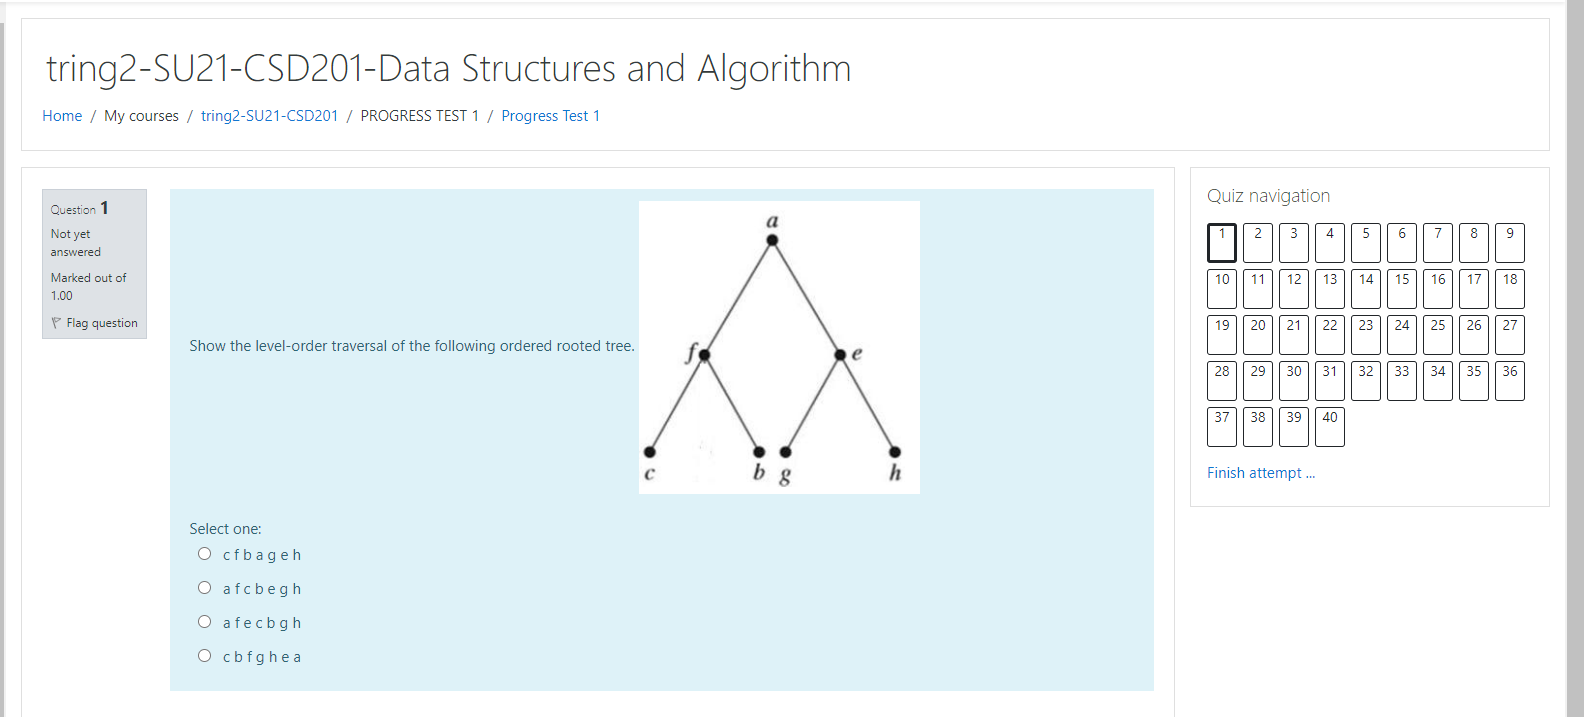 tring2-SU21-CSD201-Data Structures and Algorithm
Home / My courses / tring2-SU21-CSD201 / PROGRESS TEST 1 / Progress Test 1
Question 1
Not yet
answered
Marked out of
1.00
Flag question
Show the level-order traversal of the following ordered rooted tree.
a
f
e
c
b
g
h
Select one:
c f b a g e h
a f c b e g h
a f e c b g h
c b f g h e a
Quiz navigation
1 2 3 4 5 6 7 8 9
10 11 12 13 14 15 16 17 18
19 20 21 22 23 24 25 26 27
28 29 30 31 32 33 34 35 36
37 38 39 40
Finish attempt ...